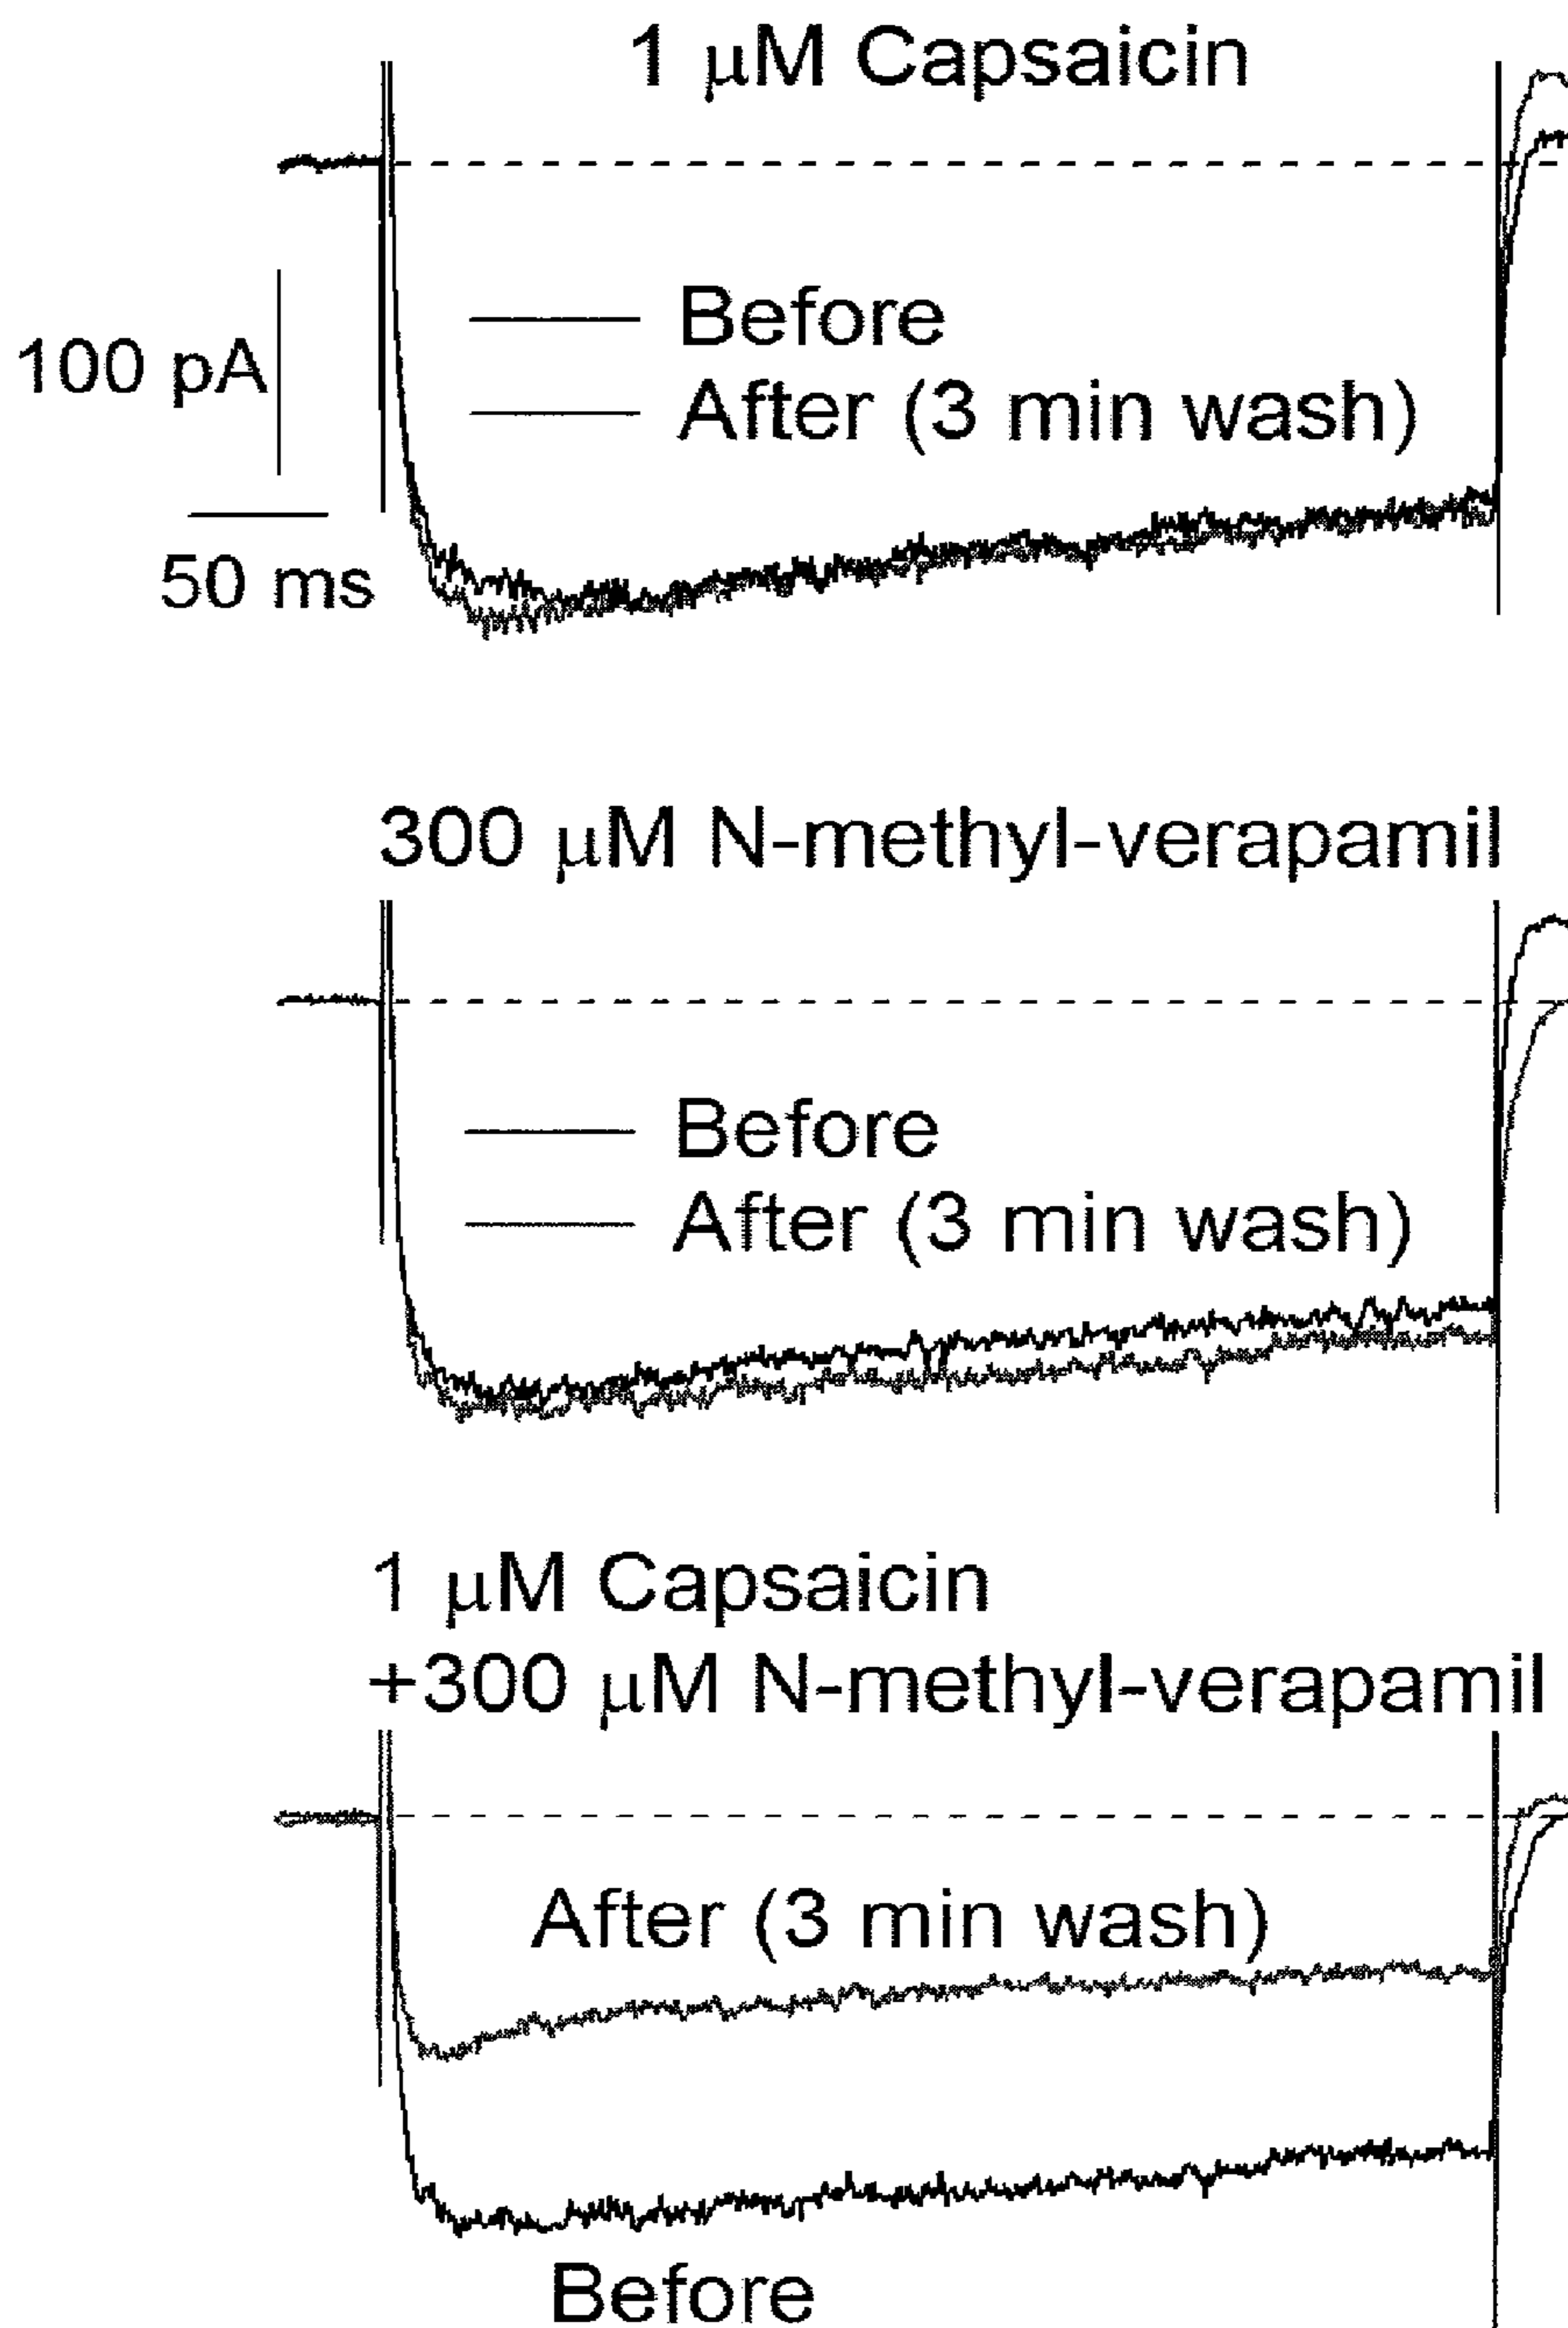 1 μM Capsaicin
Before
100 pA
After (3 min wash)
50 ms
300 μM N-methyl-verapamil
Before
After (3 min wash)
1 μM Capsaicin
+300 μM N-methyl-verapamil
After (3 min wash)
Before